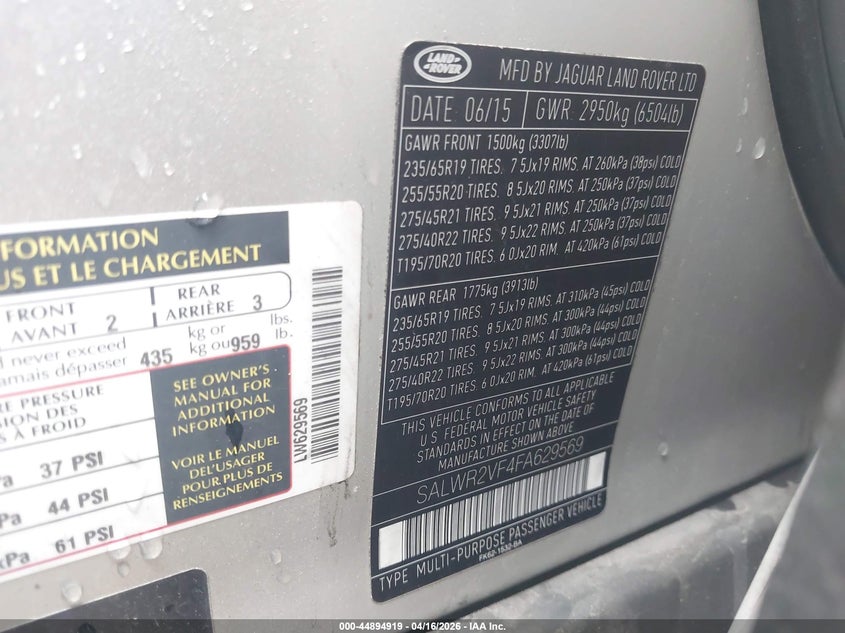 LAND
ROVER
MFD BY JAGUAR LAND ROVER LTD
DATE: 06/15 GWR: 2950kg (6504lb)
GAWR FRONT 1500kg (3307lb)
235/65R19 TIRES. 7 5Jx19 RIMS. AT 260kPa (38psi) COLD
255/55R20 TIRES. 8 5Jx20 RIMS. AT 250kPa (37psi) COLD
275/45R21 TIRES. 9 5Jx21 RIMS. AT 250kPa (37psi) COLD
275/40R22 TIRES. 9 5Jx22 RIMS. AT 250kPa (37psi) COLD
T195/70R20 TIRES. 6 0Jx20 RIM. AT 420kPa (61psi) COLD
GAWR REAR 1775kg (3913lb)
235/65R19 TIRES. 7 5Jx19 RIMS. AT 310kPa (45psi) COLD
255/55R20 TIRES. 8 5Jx20 RIMS. AT 300kPa (44psi) COLD
275/45R21 TIRES. 9 5Jx21 RIMS. AT 300kPa (44psi) COLD
275/40R22 TIRES. 9 5Jx22 RIMS. AT 300kPa (44psi) COLD
T195/70R20 TIRES. 6 0Jx20 RIM. AT 420kPa (61psi) COLD
THIS VEHICLE CONFORMS TO ALL APPLICABLE
U.S. FEDERAL MOTOR VEHICLE SAFETY
STANDARDS IN EFFECT ON THE DATE OF
MANUFACTURE SHOWN ABOVE
SALWR2VF4FA629569
TYPE MULTI-PURPOSE PASSENGER VEHICLE
FK62-1532-BA
FORMATION
US ET LE CHARGEMENT
FRONT REAR
AVANT 2 ARRIÈRE 3
never exceed kg or lbs.
amais dépasser 435 kg ou 959 lb.
RE PRESSURE
SION DES
S À FROID
SEE OWNER'S
MANUAL FOR
ADDITIONAL
INFORMATION
VOIR LE MANUEL
DE L'USAGER
POUR PLUS DE
RENSEIGNEMENTS
37 PSI
Pa 44 PSI
kPa 61 PSI
LW629569
000-44894919 - 04/16/2026 - IAA Inc.